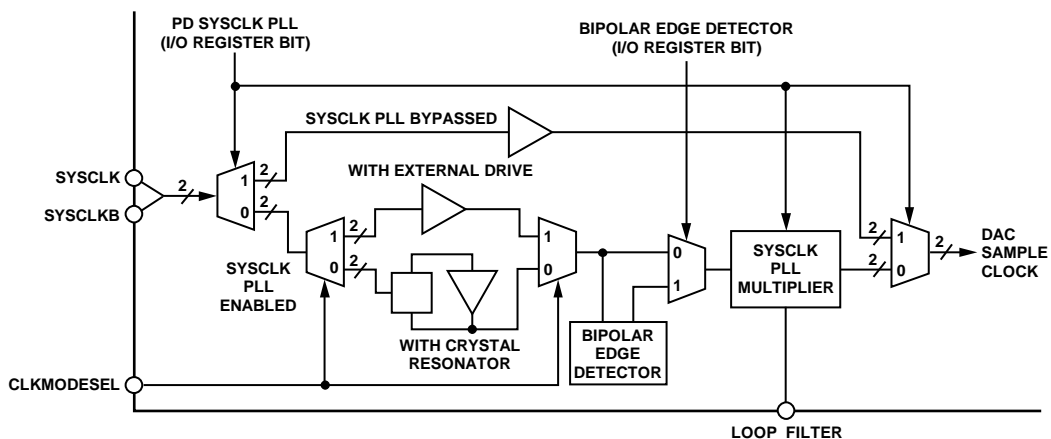 PD SYSCLK PLL
(I/O REGISTER BIT)
BIPOLAR EDGE DETECTOR
(I/O REGISTER BIT)
SYSCLK PLL BYPASSED
2
1
0
2
WITH EXTERNAL DRIVE
SYSCLK
SYSCLKB
2
2
1
0
2
SYSCLK
PLL
ENABLED
1
0
WITH CRYSTAL
RESONATOR
0
1
BIPOLAR
EDGE
DETECTOR
SYSCLK
PLL
MULTIPLIER
2
2
1
0
2
DAC
SAMPLE
CLOCK
CLKMODESEL
LOOP FILTER